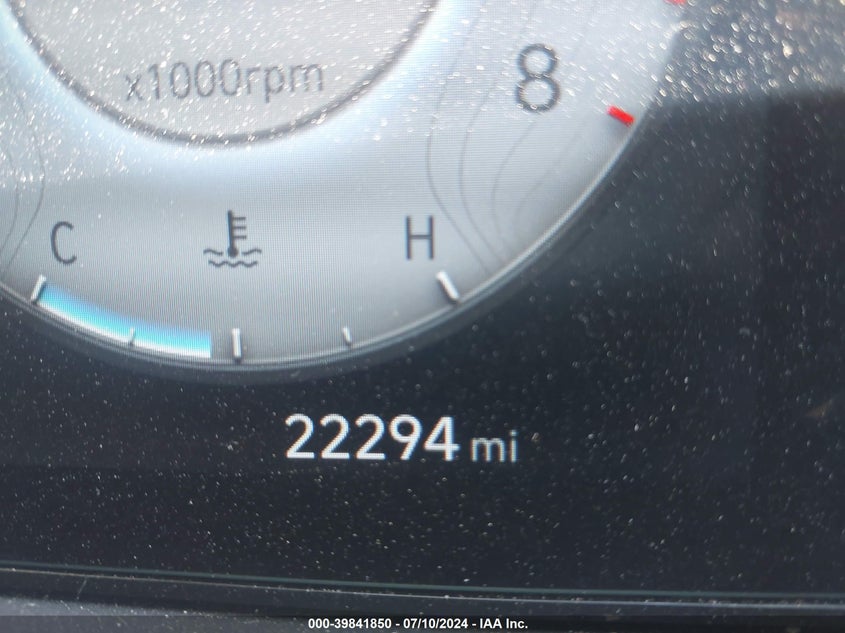 x1000rpm
8
C
H
22294 mi
000-39841850 - 07/10/2024 - IAA Inc.